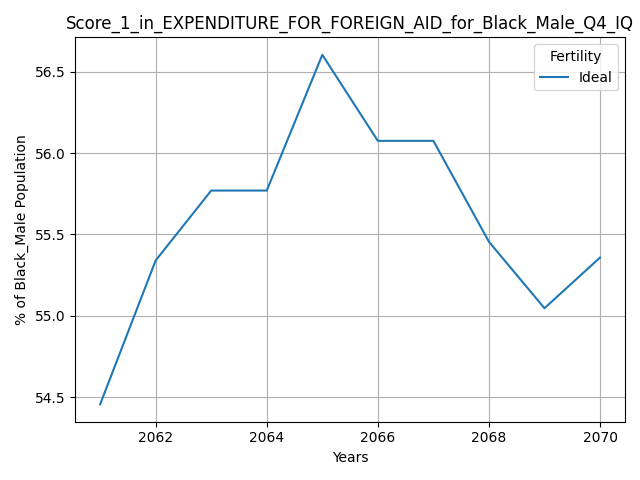 Score_1_in_EXPENDITURE_FOR_FOREIGN_AID_for_Black_Male_Q4_IQ
Fertility
Ideal
56.5
56.0
55.5
55.0
54.5
% of Black_Male Population
2062 2064 2066 2068 2070
Years